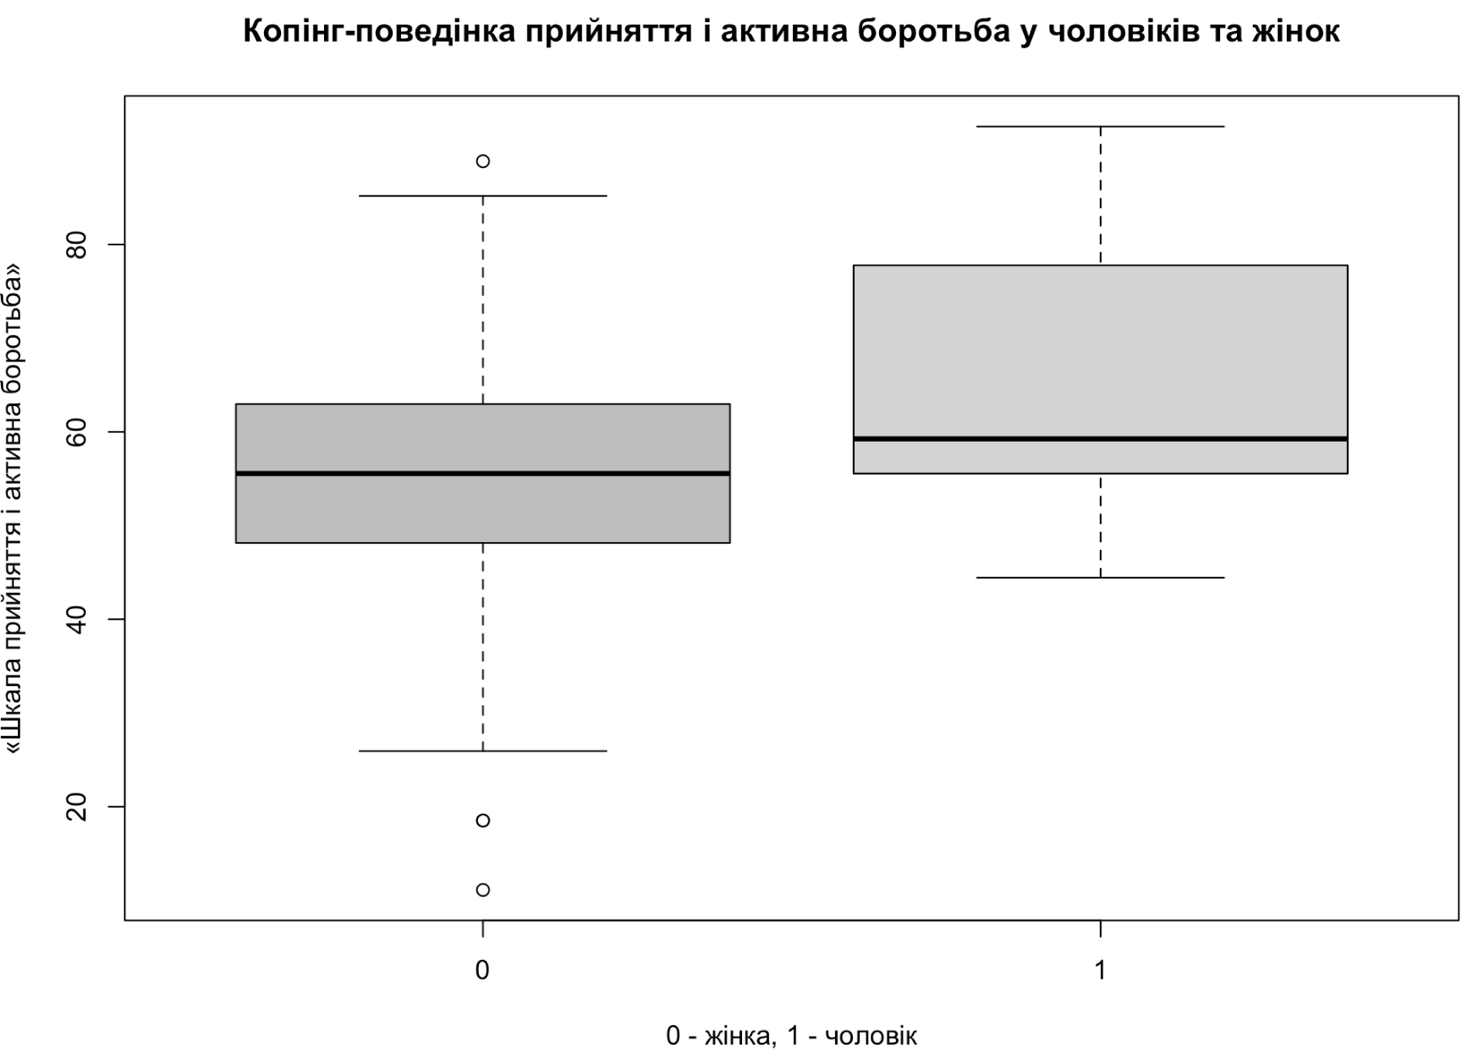 Копінг-поведінка прийняття і активна боротьба у чоловіків та жінок
«Шкала прийняття і активна боротьба»
80
60
40
20
0
1
0 - жінка, 1 - чоловік